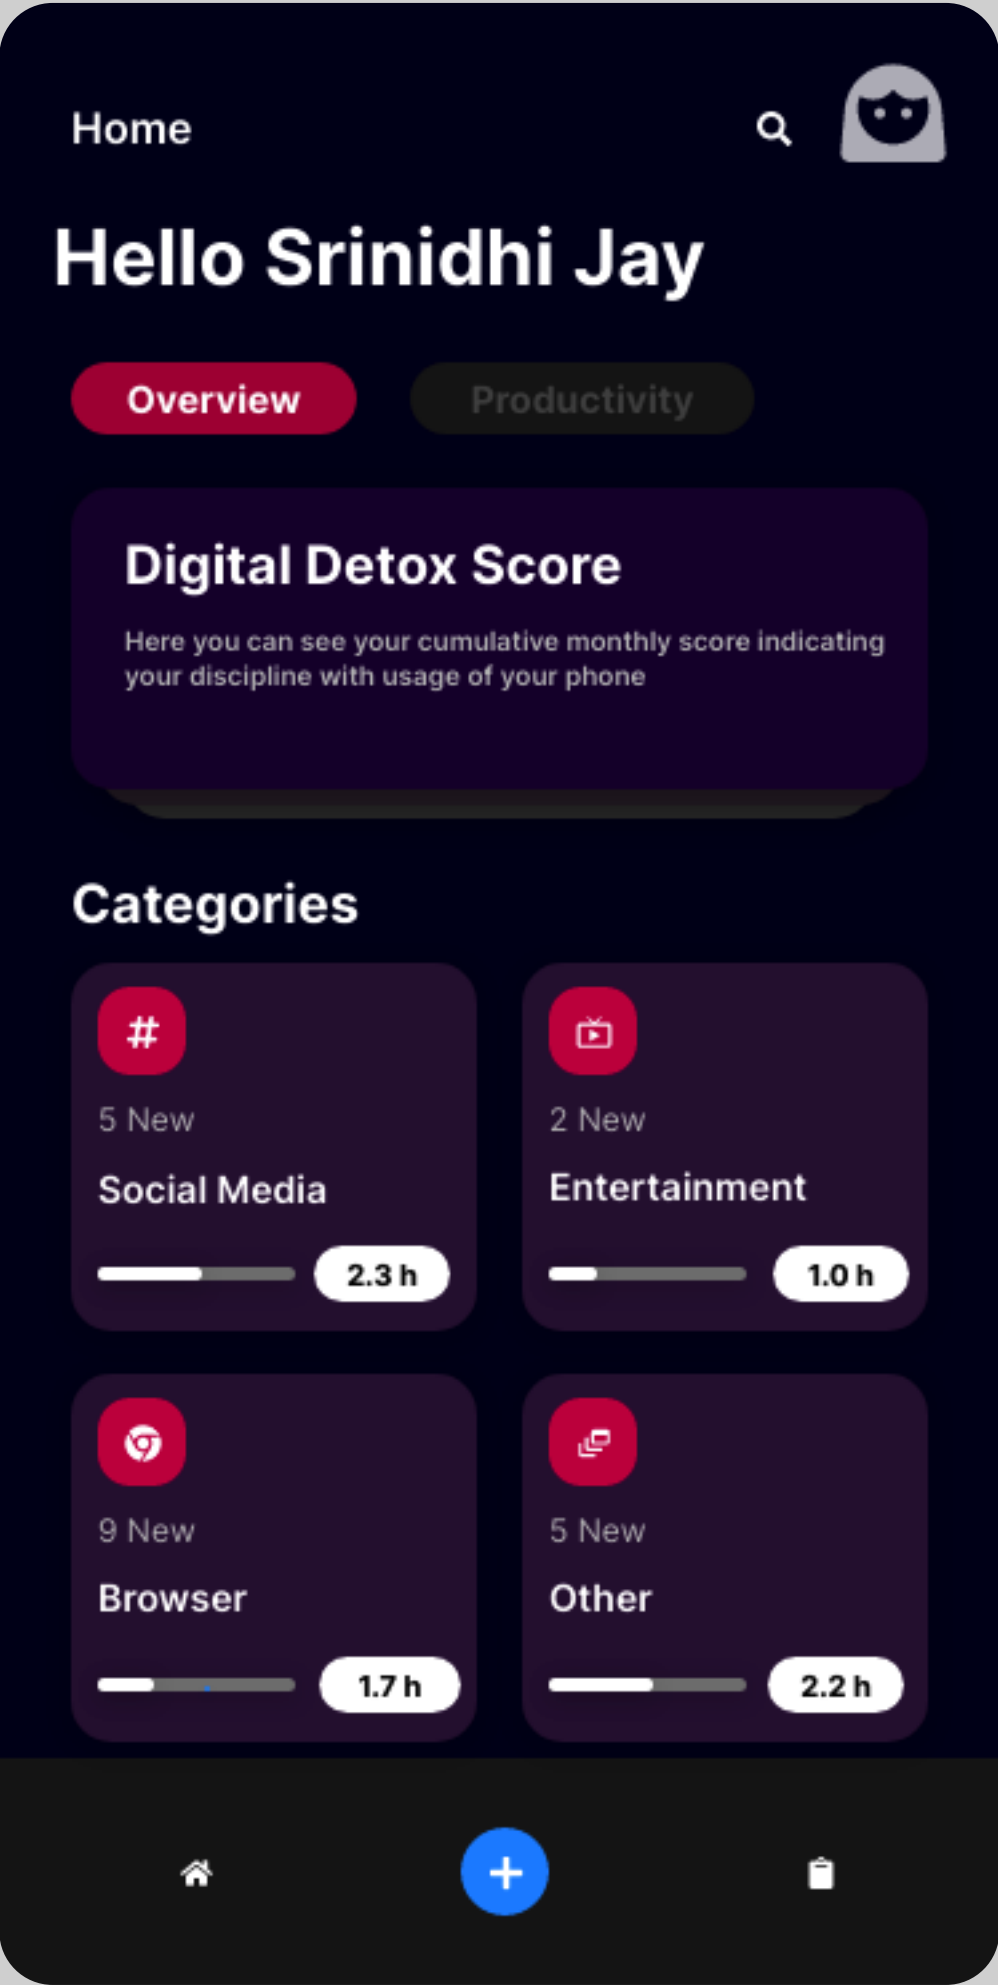 Home
Hello Srinidhi Jay
Overview
Productivity
Digital Detox Score
Here you can see your cumulative monthly score indicating
your discipline with usage of your phone
Categories
5 New
Social Media
2.3 h
2 New
Entertainment
1.0 h
9 New
Browser
1.7 h
5 New
Other
2.2 h